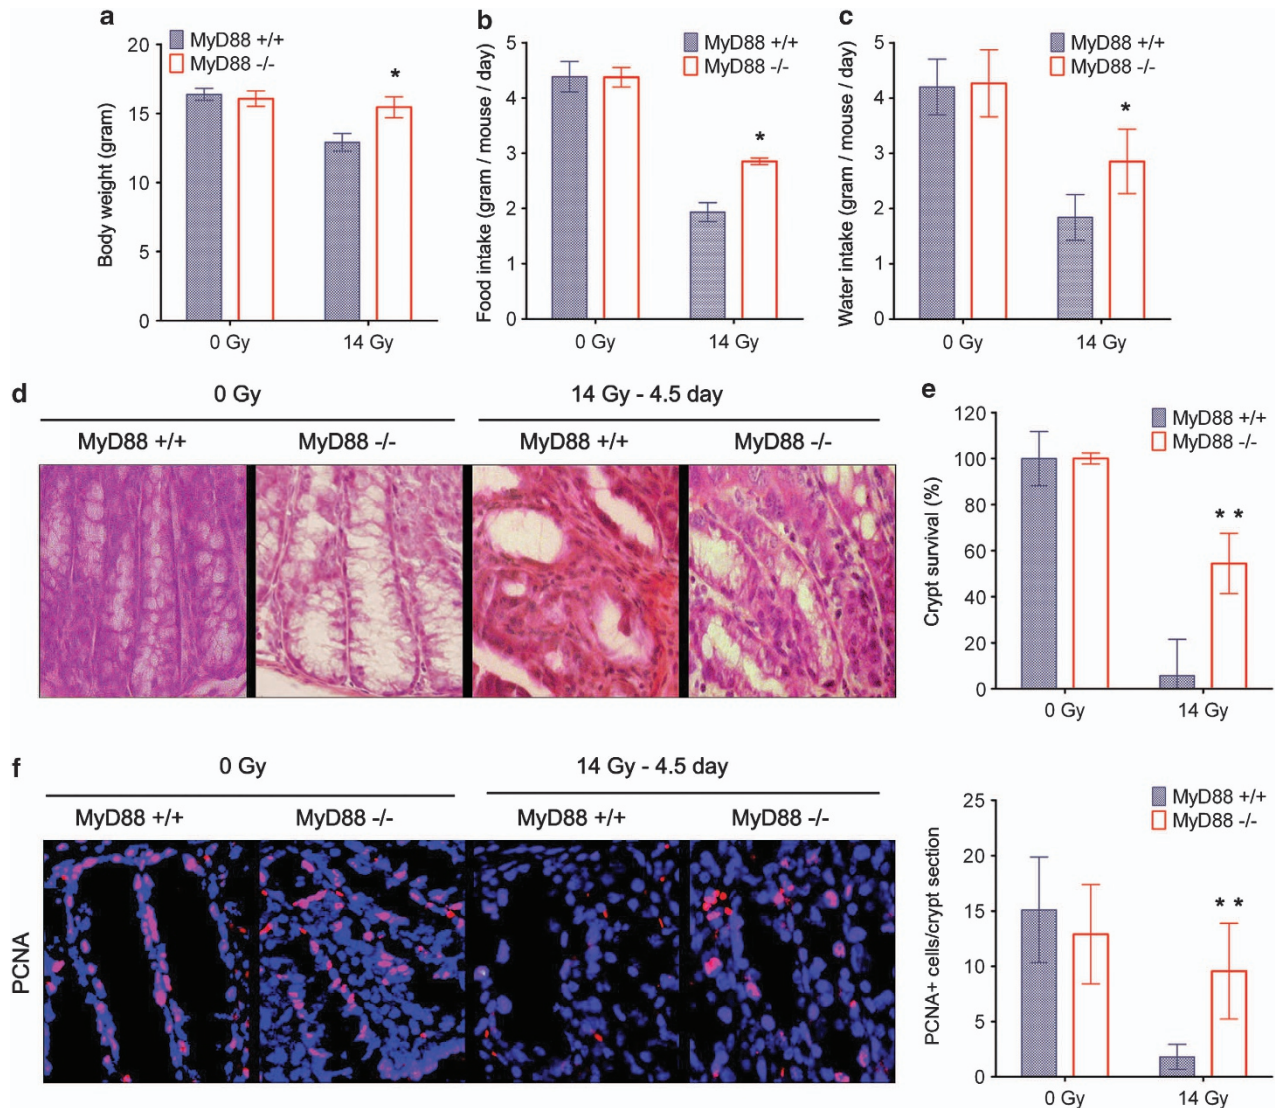 a
20
15
10
5
0
Body weight (gram)
MyD88 +/+
MyD88 -/-
*
0 Gy
14 Gy
b
5
4
3
2
1
0
Food intake (gram / mouse / day)
MyD88 +/+
MyD88 -/-
*
0 Gy
14 Gy
c
5
4
3
2
1
0
Water intake (gram / mouse / day)
MyD88 +/+
MyD88 -/-
*
0 Gy
14 Gy
d
0 Gy
14 Gy - 4.5 day
MyD88 +/+
MyD88 -/-
MyD88 +/+
MyD88 -/-
e
120
100
80
60
40
20
0
Crypt survival (%)
MyD88 +/+
MyD88 -/-
* *
0 Gy
14 Gy
f
0 Gy
14 Gy - 4.5 day
MyD88 +/+
MyD88 -/-
MyD88 +/+
MyD88 -/-
PCNA
25
20
15
10
5
0
PCNA+ cells/crypt section
MyD88 +/+
MyD88 -/-
* *
0 Gy
14 Gy